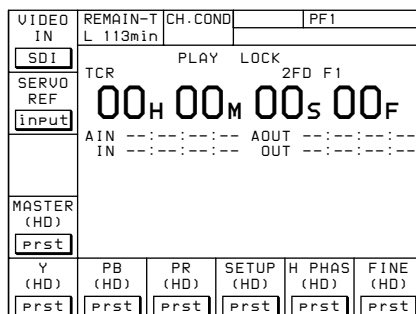 VIDEO IN
SDI
REMAIN-T
L 113min
CH.COND
PF1
SERVO REF
input
PLAY LOCK
TCR 2FD F1
00H 00M 00S 00F
AIN --:--:--:-- AOUT --:--:--:--
IN --:--:--:-- OUT --:--:--:--
MASTER (HD)
prst
Y (HD)
prst
PB (HD)
prst
PR (HD)
prst
SETUP (HD)
prst
H PHAS (HD)
prst
FINE (HD)
prst